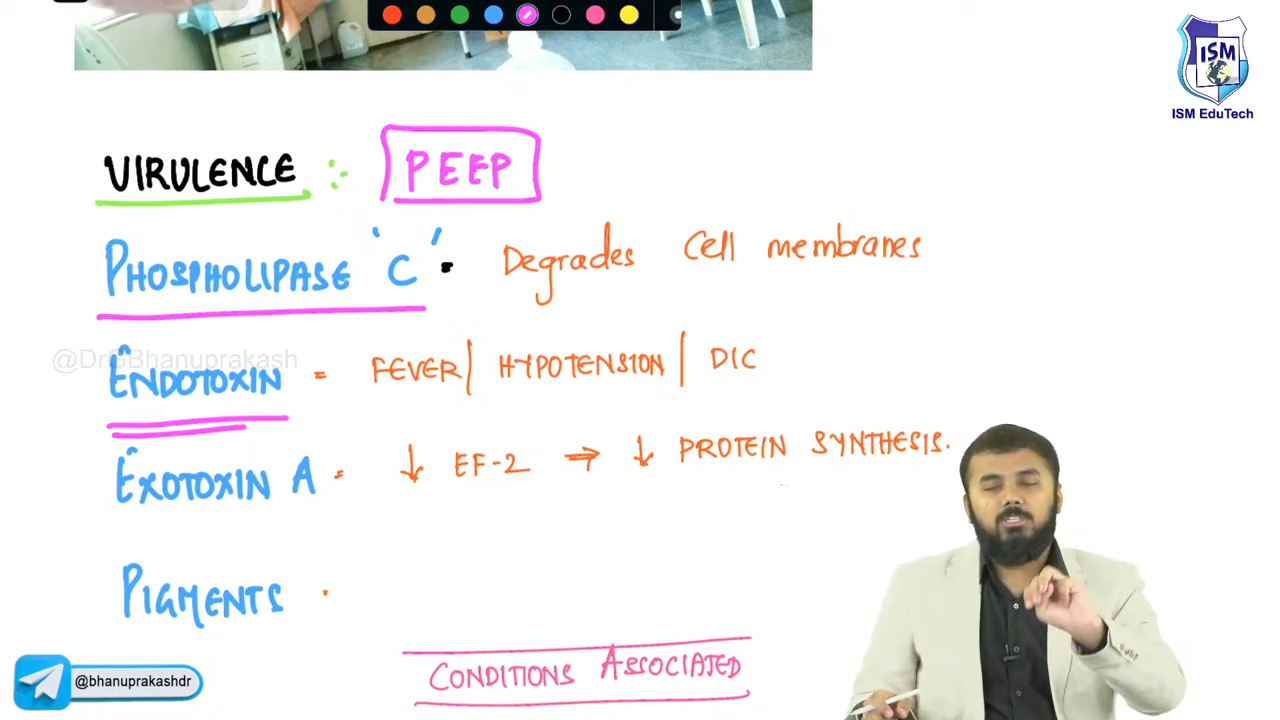 ISM
ISM EduTech
VIRULENCE :- PEEP
PHOSPHOLIPASE 'C' = Degrades Cell membranes
@DrGBhanuprakash
ENDOTOXIN = FEVER | HYPOTENSION | DIC
EXOTOXIN A = ↓ EF-2 ⇒ ↓ PROTEIN SYNTHESIS.
PIGMENTS
CONDITIONS ASSOCIATED
@bhanuprakashdr